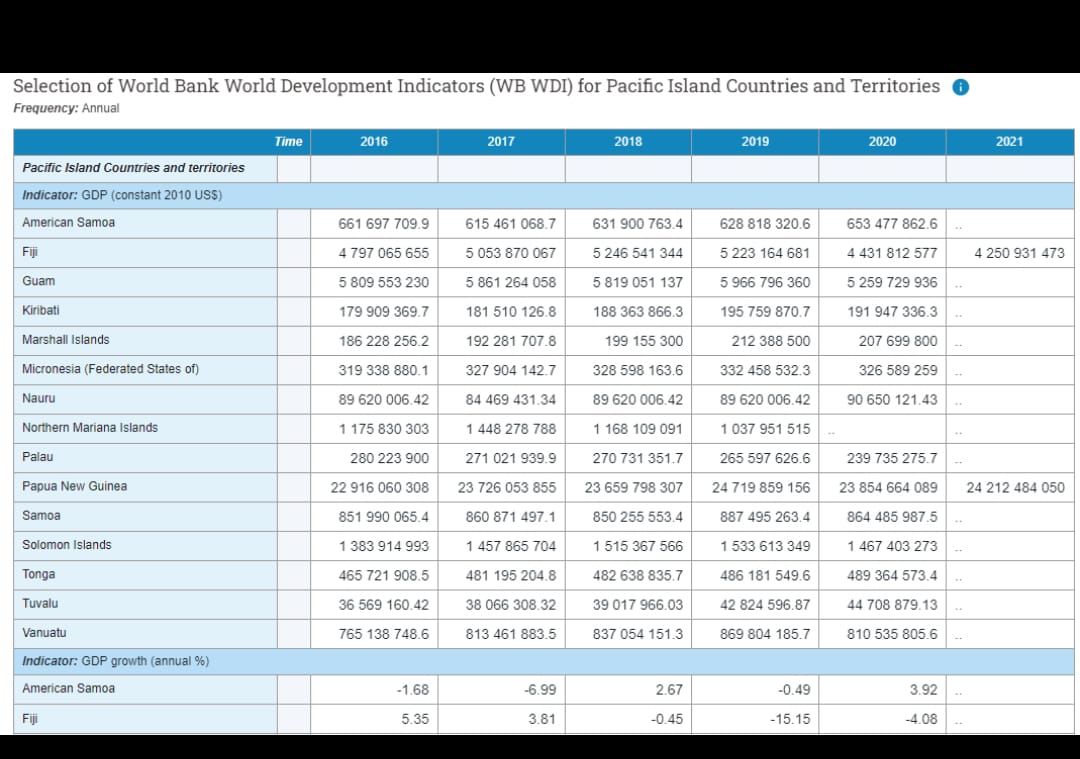 Selection of World Bank World Development Indicators (WB WDI) for Pacific Island Countries and Territories i
Frequency: Annual
Time 2016 2017 2018 2019 2020 2021
Pacific Island Countries and territories
Indicator: GDP (constant 2010 US$)
American Samoa 661 697 709.9 615 461 068.7 631 900 763.4 628 818 320.6 653 477 862.6 ..
Fiji 4 797 065 655 5 053 870 067 5 246 541 344 5 223 164 681 4 431 812 577 4 250 931 473
Guam 5 809 553 230 5 861 264 058 5 819 051 137 5 966 796 360 5 259 729 936 ..
Kiribati 179 909 369.7 181 510 126.8 188 363 866.3 195 759 870.7 191 947 336.3 ..
Marshall Islands 186 228 256.2 192 281 707.8 199 155 300 212 388 500 207 699 800 ..
Micronesia (Federated States of) 319 338 880.1 327 904 142.7 328 598 163.6 332 458 532.3 326 589 259 ..
Nauru 89 620 006.42 84 469 431.34 89 620 006.42 89 620 006.42 90 650 121.43 ..
Northern Mariana Islands 1 175 830 303 1 448 278 788 1 168 109 091 1 037 951 515 .. ..
Palau 280 223 900 271 021 939.9 270 731 351.7 265 597 626.6 239 735 275.7 ..
Papua New Guinea 22 916 060 308 23 726 053 855 23 659 798 307 24 719 859 156 23 854 664 089 24 212 484 050
Samoa 851 990 065.4 860 871 497.1 850 255 553.4 887 495 263.4 864 485 987.5 ..
Solomon Islands 1 383 914 993 1 457 865 704 1 515 367 566 1 533 613 349 1 467 403 273 ..
Tonga 465 721 908.5 481 195 204.8 482 638 835.7 486 181 549.6 489 364 573.4 ..
Tuvalu 36 569 160.42 38 066 308.32 39 017 966.03 42 824 596.87 44 708 879.13 ..
Vanuatu 765 138 748.6 813 461 883.5 837 054 151.3 869 804 185.7 810 535 805.6 ..
Indicator: GDP growth (annual %)
American Samoa -1.68 -6.99 2.67 -0.49 3.92 ..
Fiji 5.35 3.81 -0.45 -15.15 -4.08 ..